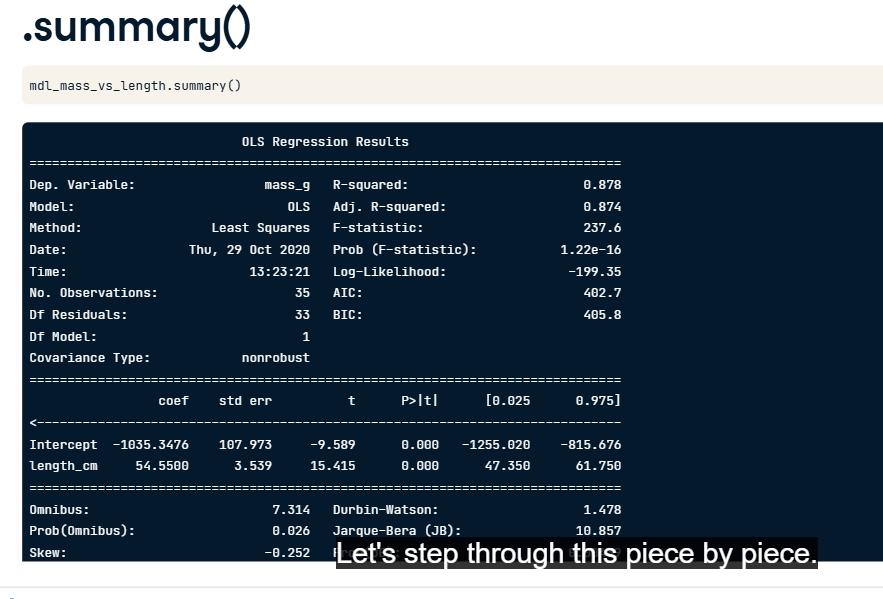 .summary()
mdl_mass_vs_length.summary()
OLS Regression Results
==============================================================================
Dep. Variable: mass_g R-squared: 0.878
Model: OLS Adj. R-squared: 0.874
Method: Least Squares F-statistic: 237.6
Date: Thu, 29 Oct 2020 Prob (F-statistic): 1.22e-16
Time: 13:23:21 Log-Likelihood: -199.35
No. Observations: 35 AIC: 402.7
Df Residuals: 33 BIC: 405.8
Df Model: 1
Covariance Type: nonrobust
==============================================================================
coef std err t P>|t| [0.025 0.975]
<-----------------------------------------------------------------------------
Intercept -1035.3476 107.973 -9.589 0.000 -1255.020 -815.676
length_cm 54.5500 3.539 15.415 0.000 47.350 61.750
==============================================================================
Omnibus: 7.314 Durbin-Watson: 1.478
Prob(Omnibus): 0.026 Jarque-Bera (JB): 10.857
Skew: -0.252
Let's step through this piece by piece.